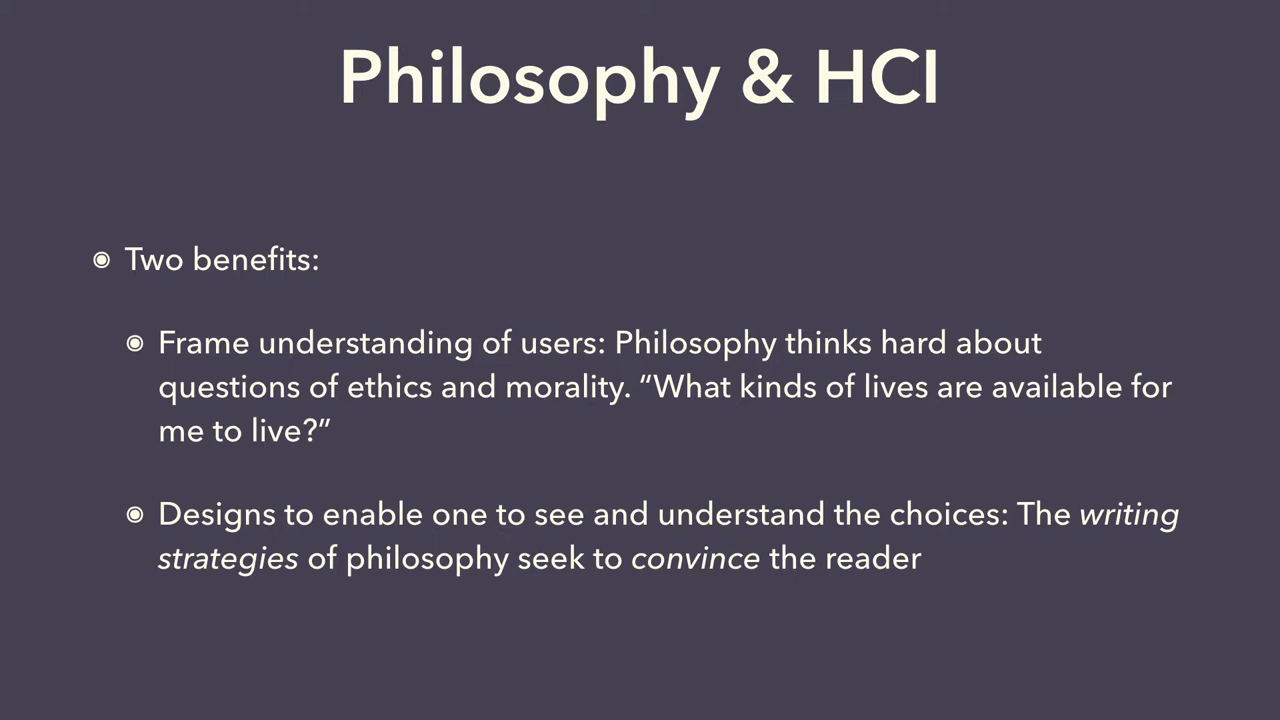 Philosophy & HCI
◉ Two benefits:
◉ Frame understanding of users: Philosophy thinks hard about
questions of ethics and morality. “What kinds of lives are available for
me to live?”
◉ Designs to enable one to see and understand the choices: The writing
strategies of philosophy seek to convince the reader